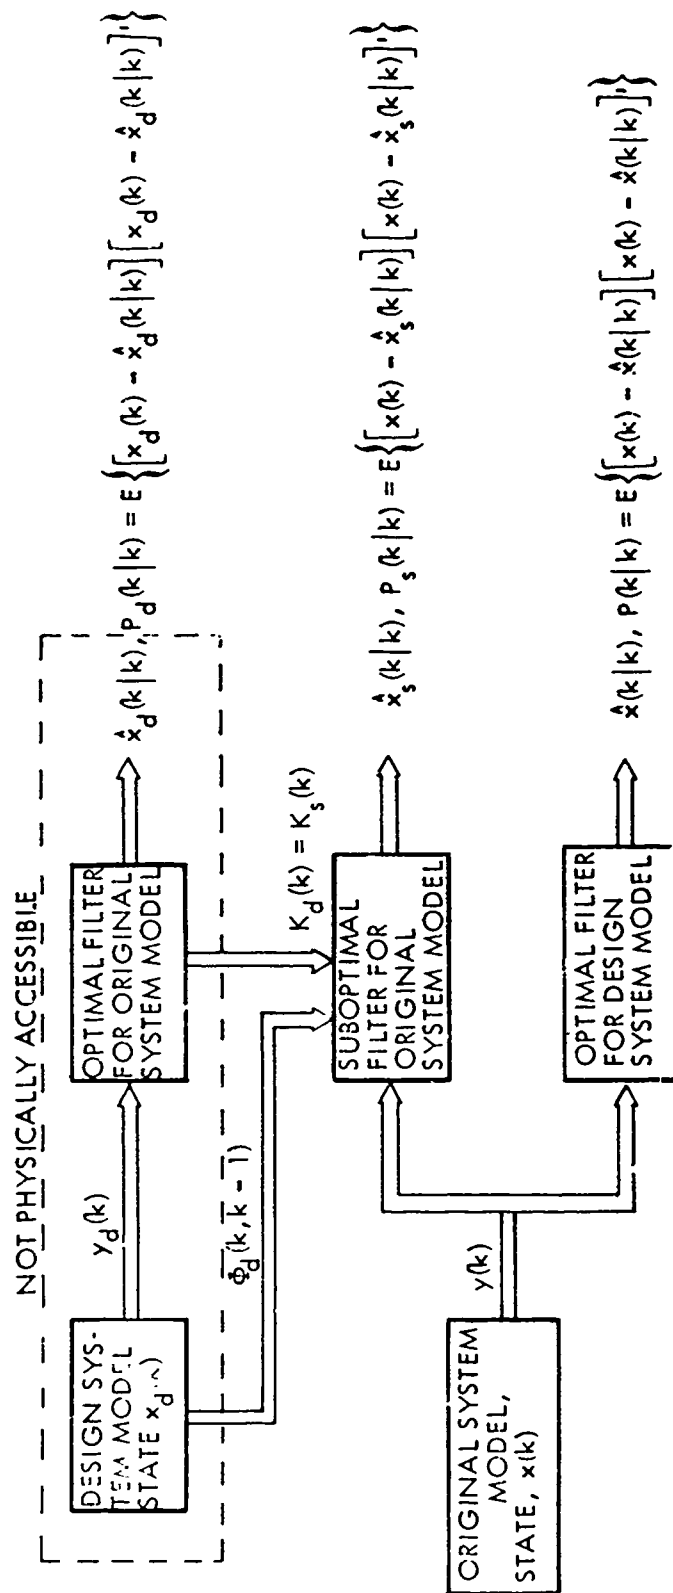 NOT PHYSICALLY ACCESSIBLE
DESIGN SYS-
TEM MODEL
STATE x_d
y_d(k)
OPTIMAL FILTER
FOR ORIGINAL
SYSTEM MODEL
x̂_d(k|k), P_d(k|k) = E{[x_d(k) - x̂_d(k|k)][x_d(k) - x̂_d(k|k)]'}
Φ_d(k, k - 1)
K_d(k) = K_s(k)
SUBOPTIMAL
FILTER FOR
ORIGINAL
SYSTEM MODEL
x̂_s(k|k), P_s(k|k) = E{[x(k) - x̂_s(k|k)][x(k) - x̂_s(k|k)]'}
ORIGINAL SYSTEM
MODEL,
STATE, x(k)
y(k)
OPTIMAL FILTER
FOR DESIGN
SYSTEM MODEL
x̂(k|k), P(k|k) = E{[x(k) - x̂(k|k)][x(k) - x̂(k|k)]'}